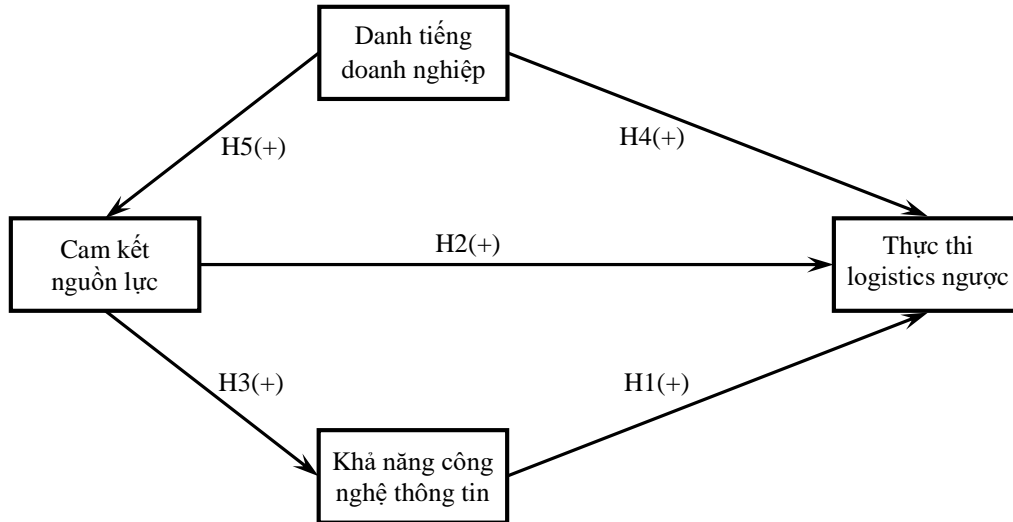 Danh tiếng
doanh nghiệp
H5(+)
H4(+)
Cam kết
nguồn lực
H2(+)
Thực thi
logistics ngược
H3(+)
H1(+)
Khả năng công
nghệ thông tin